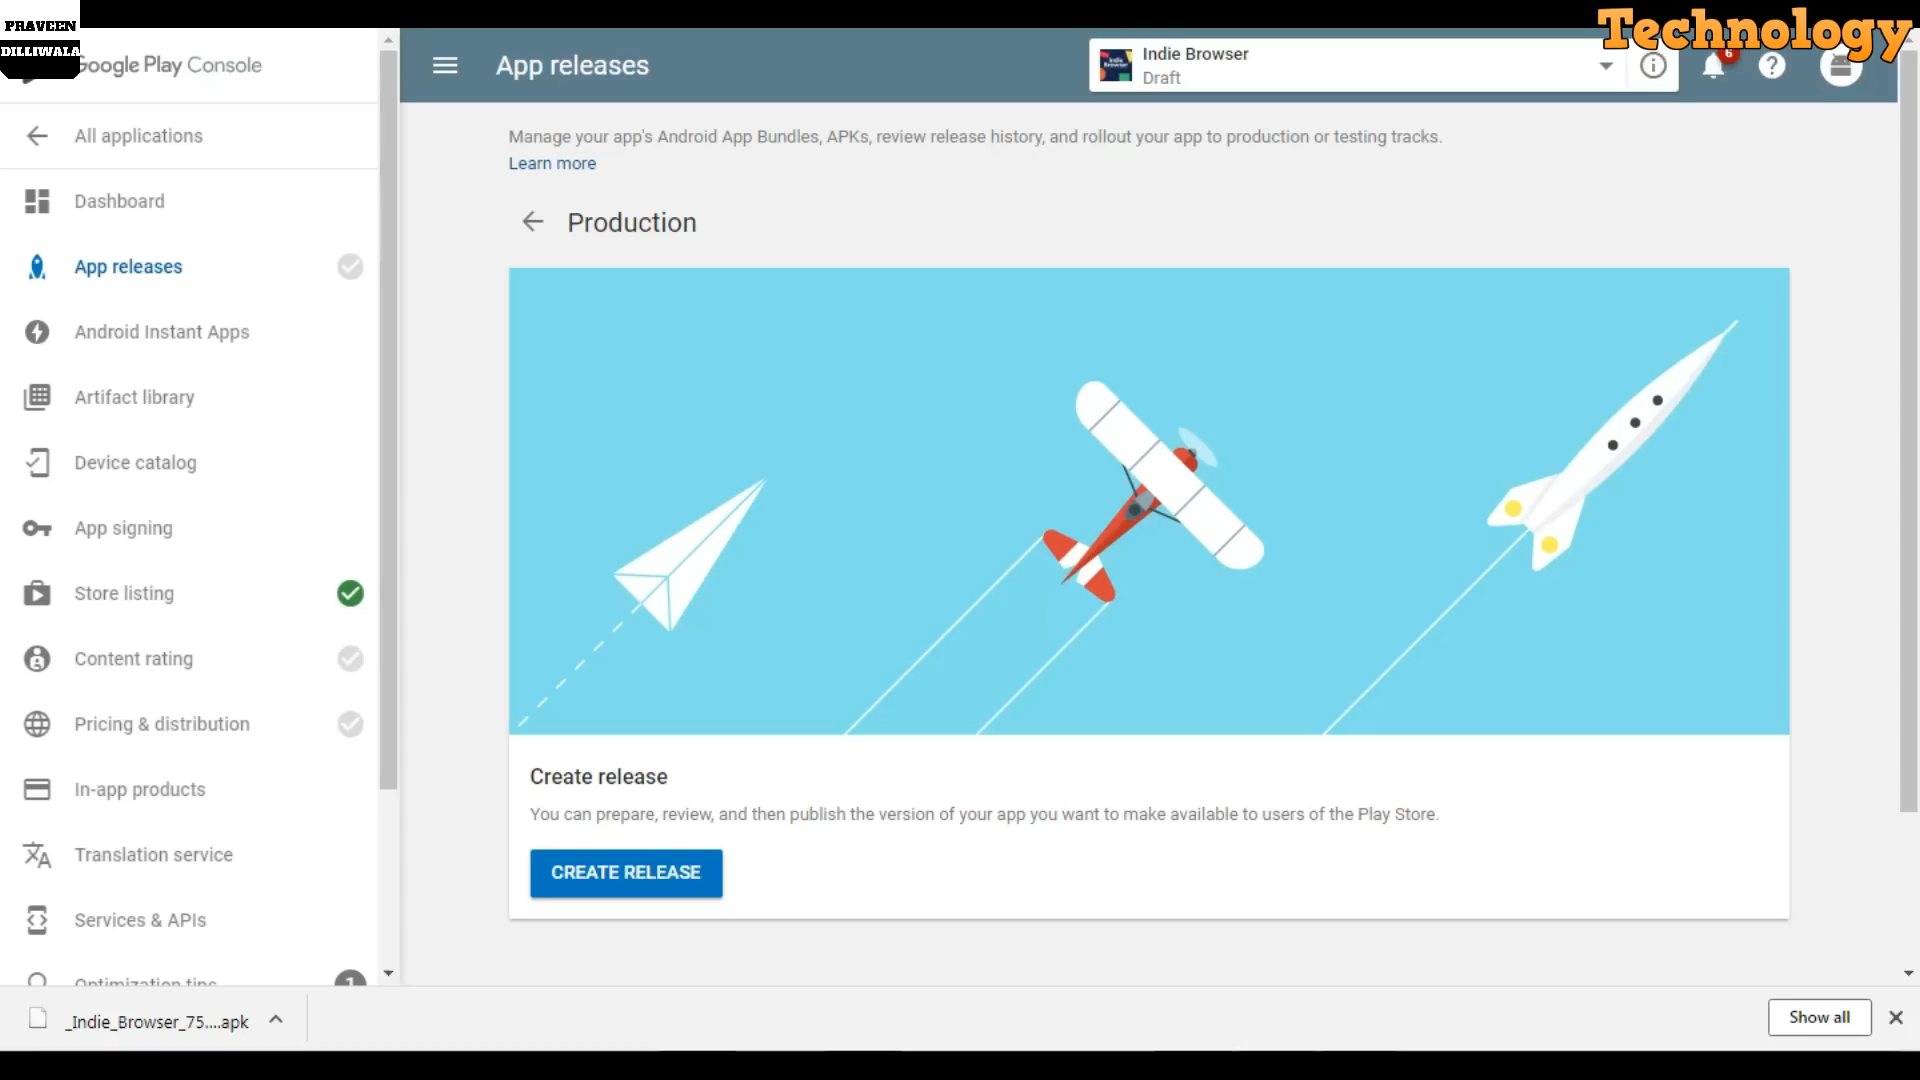 PRAVEEN
DILLIWALA
Google Play Console
All applications
Dashboard
App releases
Android Instant Apps
Artifact library
Device catalog
App signing
Store listing
Content rating
Pricing & distribution
In-app products
Translation service
Services & APIs
Optimization tips
1
App releases
Indie Browser
Draft
6
Technology
Manage your app's Android App Bundles, APKs, review release history, and rollout your app to production or testing tracks.
Learn more
Production
Create release
You can prepare, review, and then publish the version of your app you want to make available to users of the Play Store.
CREATE RELEASE
_Indie_Browser_75....apk
Show all